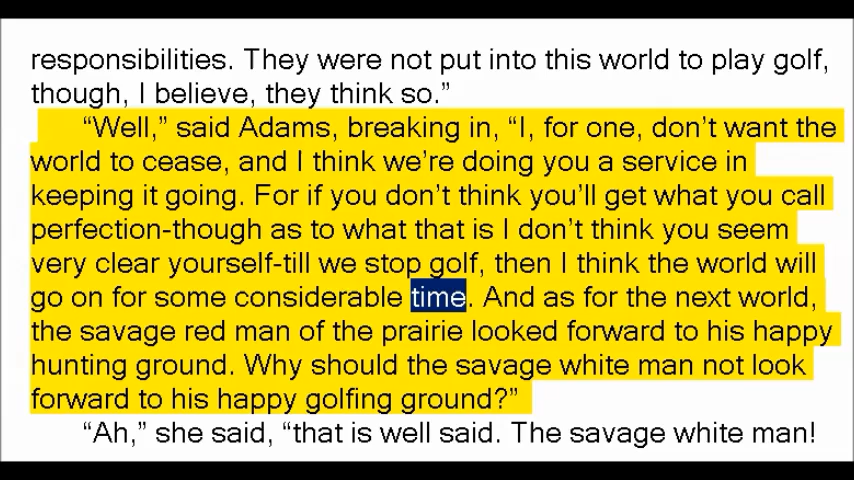 responsibilities. They were not put into this world to play golf,
though, I believe, they think so.”
“Well,” said Adams, breaking in, “I, for one, don’t want the
world to cease, and I think we’re doing you a service in
keeping it going. For if you don’t think you’ll get what you call
perfection-though as to what that is I don’t think you seem
very clear yourself-till we stop golf, then I think the world will
go on for some considerable time. And as for the next world,
the savage red man of the prairie looked forward to his happy
hunting ground. Why should the savage white man not look
forward to his happy golfing ground?”
“Ah,” she said, “that is well said. The savage white man!